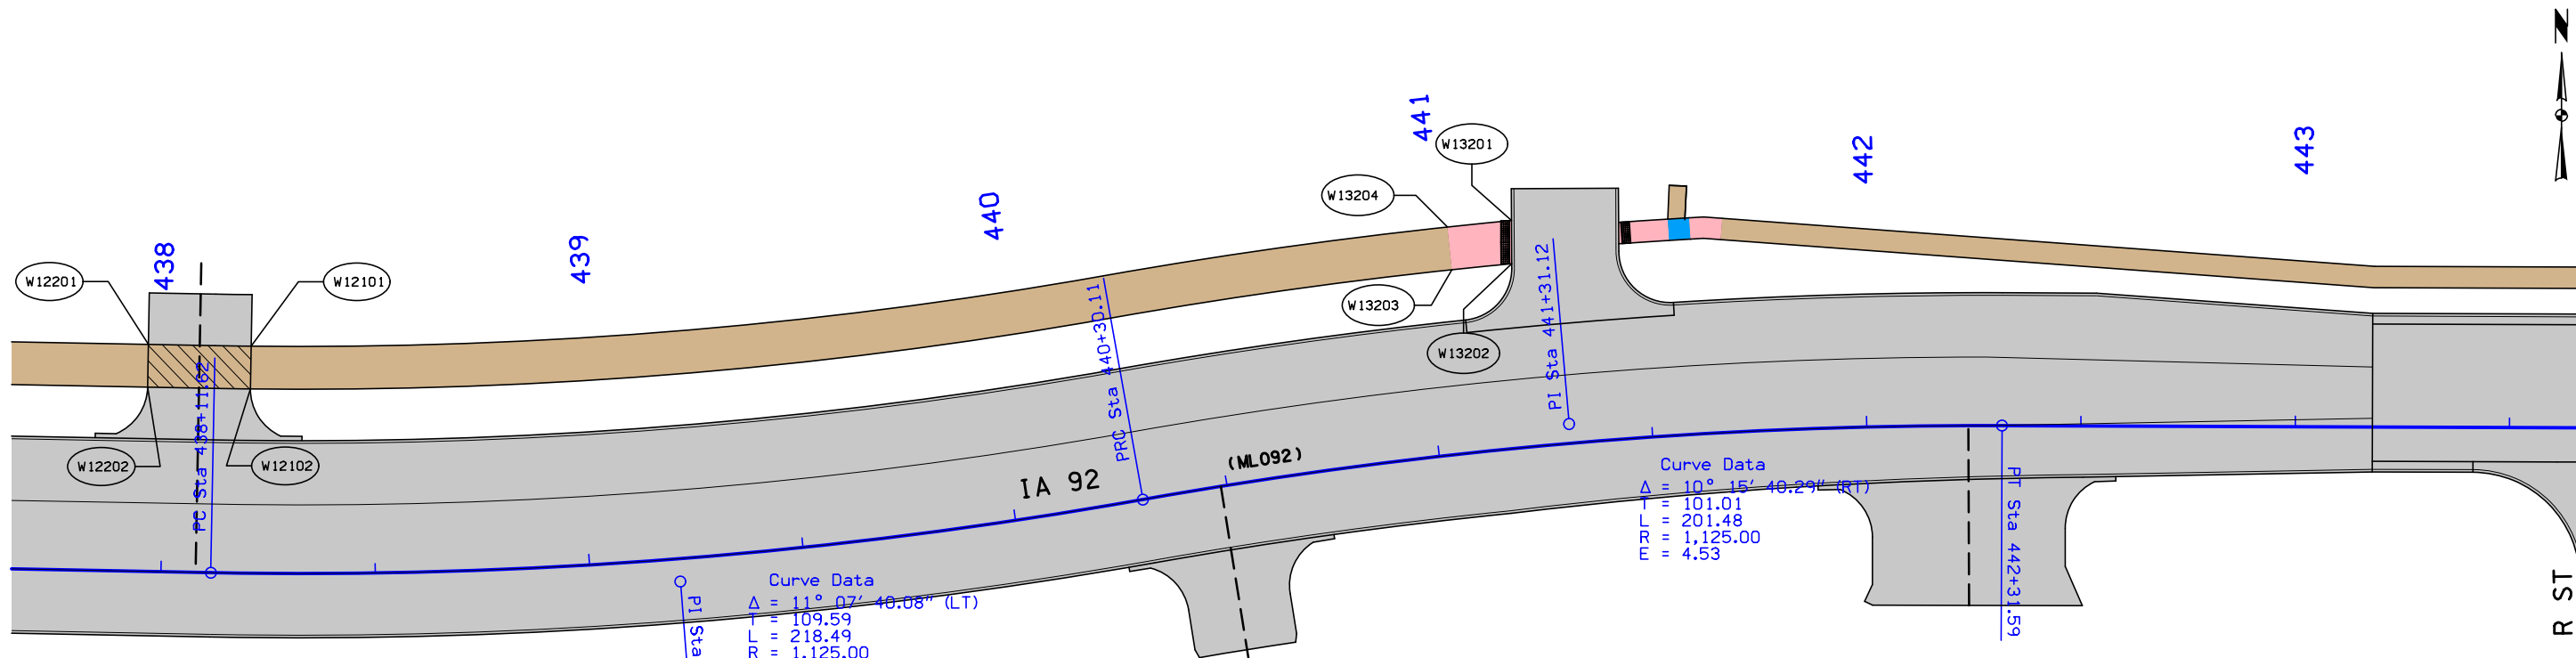 N
438
439
440
441
442
443
W12201
W12101
W12202
W12102
W13204
W13201
W13203
W13202
PC Sta 438+11.62
PRC Sta 440+30.11
PI Sta 441+31.12
PT Sta 442+31.59
PI Sta
IA 92
(ML092)
Curve Data
Δ = 11° 07' 40.08" (LT)
T = 109.59
L = 218.49
R = 1,125.00
Curve Data
Δ = 10° 15' 40.29" (RT)
T = 101.01
L = 201.48
R = 1,125.00
E = 4.53
R ST